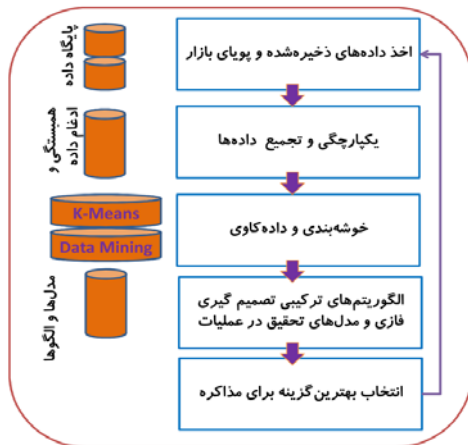 اخذ داده‌های ذخیره‌شده و پویای بازار
یکپارچگی و تجمیع داده‌ها
خوشه‌بندی و داده‌کاوی
الگوریتم‌های ترکیبی تصمیم گیری
فازی و مدل‌های تحقیق در عملیات
انتخاب بهترین‌گزینه برای مذاکره
پایگاه داده
همبستگی و
ادغام داده
K-Means
Data Mining
مدل‌ها و الگوها